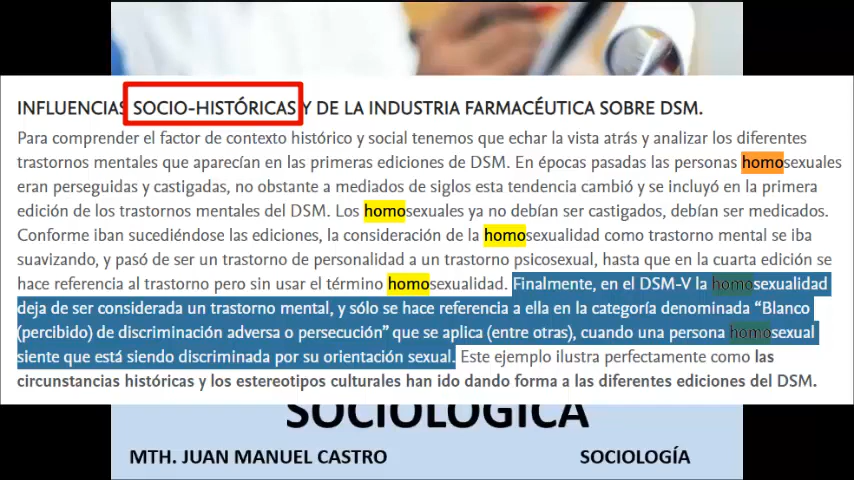 INFLUENCIAS SOCIO-HISTÓRICAS Y DE LA INDUSTRIA FARMACÉUTICA SOBRE DSM.
Para comprender el factor de contexto histórico y social tenemos que echar la vista atrás y analizar los diferentes
trastornos mentales que aparecían en las primeras ediciones de DSM. En épocas pasadas las personas homosexuales
eran perseguidas y castigadas, no obstante a mediados de siglos esta tendencia cambió y se incluyó en la primera
edición de los trastornos mentales del DSM. Los homosexuales ya no debían ser castigados, debían ser medicados.
Conforme iban sucediéndose las ediciones, la consideración de la homosexualidad como trastorno mental se iba
suavizando, y pasó de ser un trastorno de personalidad a un trastorno psicosexual, hasta que en la cuarta edición se
hace referencia al trastorno pero sin usar el término homosexualidad. Finalmente, en el DSM-V la homosexualidad
deja de ser considerada un trastorno mental, y sólo se hace referencia a ella en la categoría denominada “Blanco
(percibido) de discriminación adversa o persecución” que se aplica (entre otras), cuando una persona homosexual
siente que está siendo discriminada por su orientación sexual. Este ejemplo ilustra perfectamente como las
circunstancias históricas y los estereotipos culturales han ido dando forma a las diferentes ediciones del DSM.
SOCIOLÓGICA
MTH. JUAN MANUEL CASTRO SOCIOLOGÍA